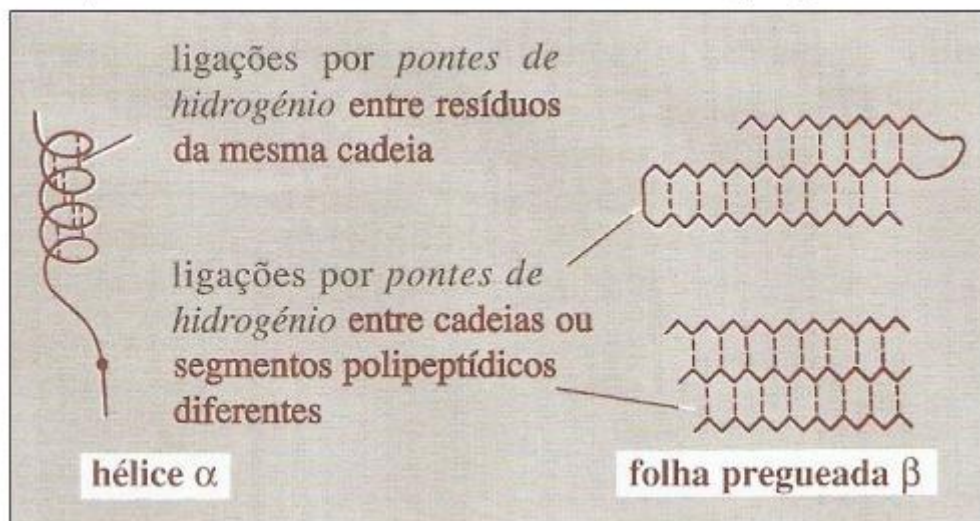 ligações por pontes de
hidrogénio entre resíduos
da mesma cadeia
ligações por pontes de
hidrogénio entre cadeias ou
segmentos polipeptídicos
diferentes
hélice α
folha pregueada β